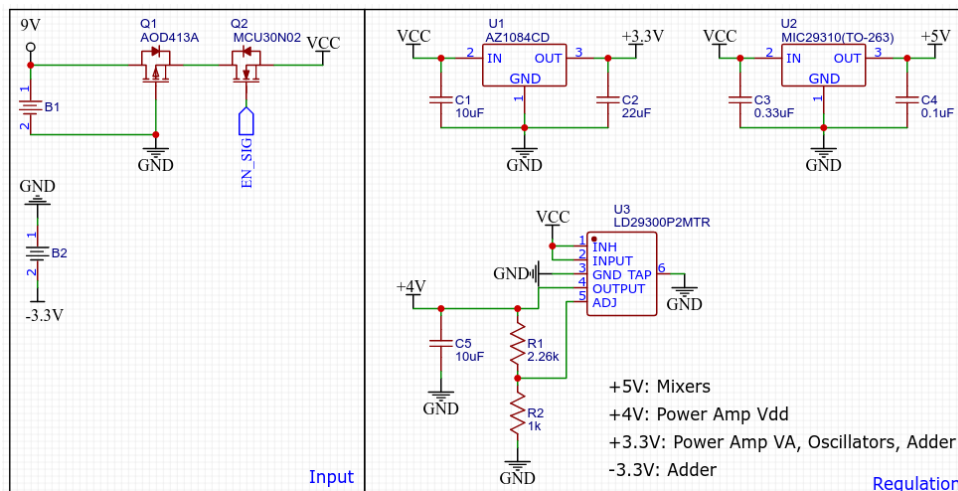 9V
Q1
AOD413A
Q2
MCU30N02
VCC
1
B1
2
GND
EN_SIG
GND
1
B2
2
-3.3V
Input
U1
AZ1084CD
VCC
2
IN
OUT
3
+3.3V
GND
1
C1
10uF
C2
22uF
GND
U2
MIC29310(TO-263)
VCC
2
IN
OUT
3
+5V
GND
1
C3
0.33uF
C4
0.1uF
GND
U3
LD29300P2MTR
VCC
1
INH
2
INPUT
GND
3
GND
TAP
6
4
OUTPUT
5
ADJ
GND
+4V
C5
10uF
GND
R1
2.26k
R2
1k
GND
+5V: Mixers
+4V: Power Amp Vdd
+3.3V: Power Amp VA, Oscillators, Adder
-3.3V: Adder
Regulation